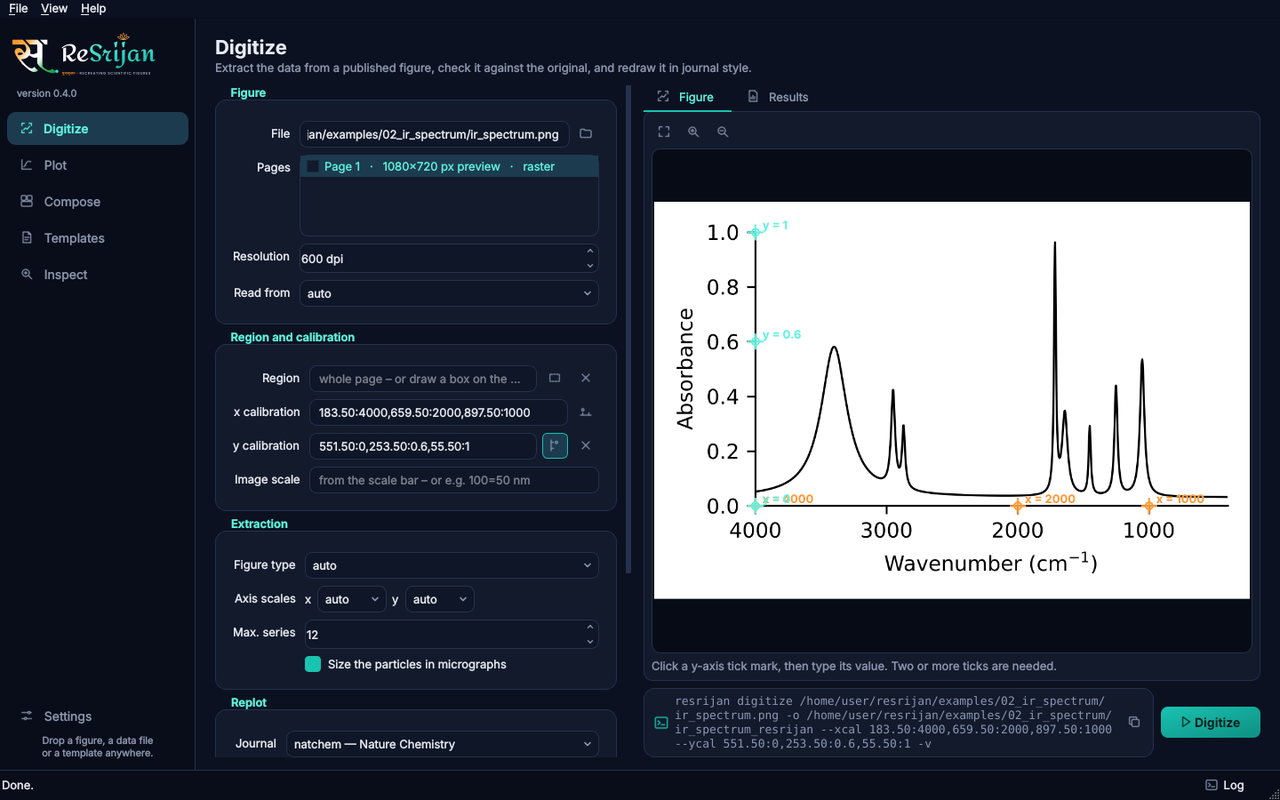 File View Help
स ReSrijan
RECREATING SCIENTIFIC FIGURES
version 0.4.0
Digitize
Plot
Compose
Templates
Inspect
Settings
Drop a figure, a data file
or a template anywhere.
Digitize
Extract the data from a published figure, check it against the original, and redraw it in journal style.
Figure
File an/examples/02_ir_spectrum/ir_spectrum.png
Pages Page 1 · 1080×720 px preview · raster
Resolution 600 dpi
Read from auto
Region and calibration
Region whole page – or draw a box on the ...
x calibration 183.50:4000,659.50:2000,897.50:1000
y calibration 551.50:0,253.50:0.6,55.50:1
Image scale from the scale bar – or e.g. 100=50 nm
Extraction
Figure type auto
Axis scales x auto y auto
Max. series 12
Size the particles in micrographs
Replot
Journal natchem — Nature Chemistry
Figure Results
1.0 y = 1
0.8
0.6 y = 0.6
0.4
0.2
0.0 x = 2000 x = 1000
Absorbance
4000 3000 2000 1000
Wavenumber (cm⁻¹)
Click a y-axis tick mark, then type its value. Two or more ticks are needed.
resrijan digitize /home/user/resrijan/examples/02_ir_spectrum/
ir_spectrum.png -o /home/user/resrijan/examples/02_ir_spectrum/
ir_spectrum_resrijan --xcal 183.50:4000,659.50:2000,897.50:1000
--ycal 551.50:0,253.50:0.6,55.50:1 -v
Digitize
Done.
Log